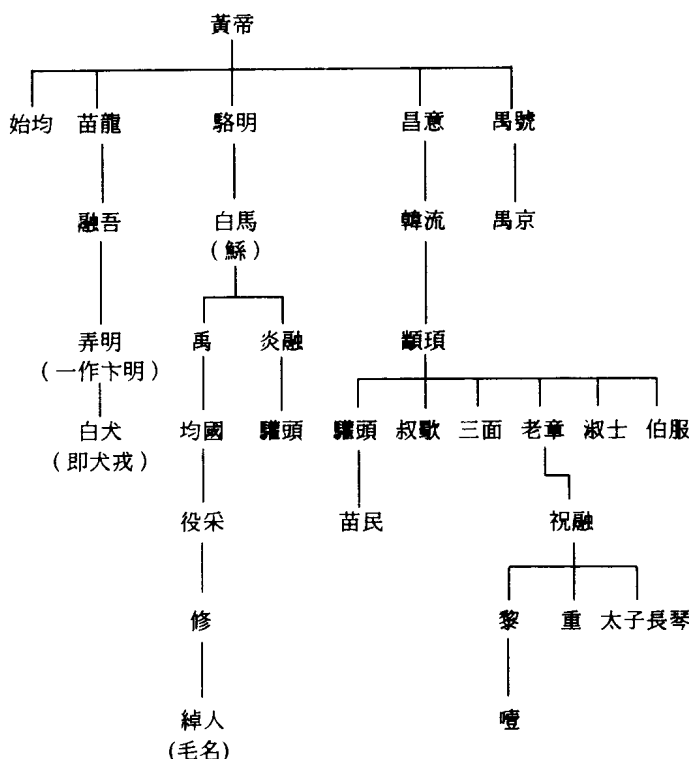 黃帝
始均 苗龍 駱明 昌意 禺號
融吾 白馬 韓流 禺京
(鯀)
弄明 禹 炎融 顓頊
(一作卞明)
白犬 均國 驩頭 驩頭 叔歜 三面 老童 淑士 伯服
(即犬戎)
役采 苗民 祝融
修 黎 重 太子長琴
綽人 噎
(毛名)